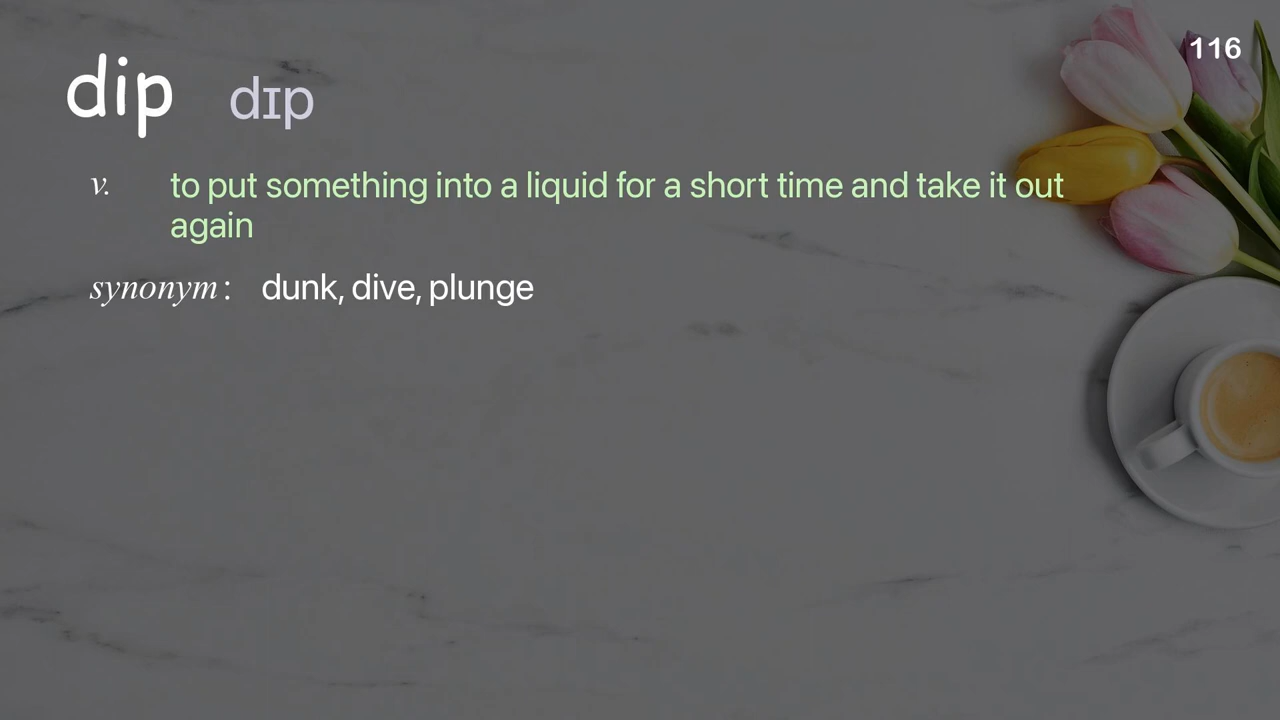 116
dip dɪp
v. to put something into a liquid for a short time and take it out
again
synonym: dunk, dive, plunge